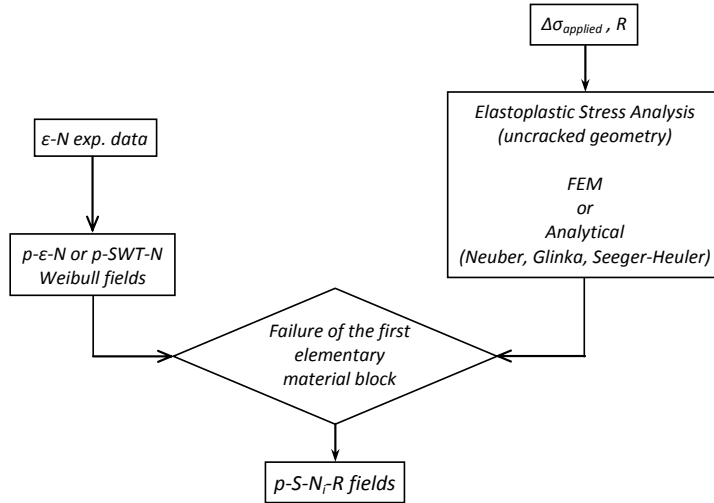 Δσapplied , R
Elastoplastic Stress Analysis
(uncracked geometry)
FEM
or
Analytical
(Neuber, Glinka, Seeger-Heuler)
ε-N exp. data
p-ε-N or p-SWT-N
Weibull fields
Failure of the first
elementary
material block
p-S-Ni-R fields